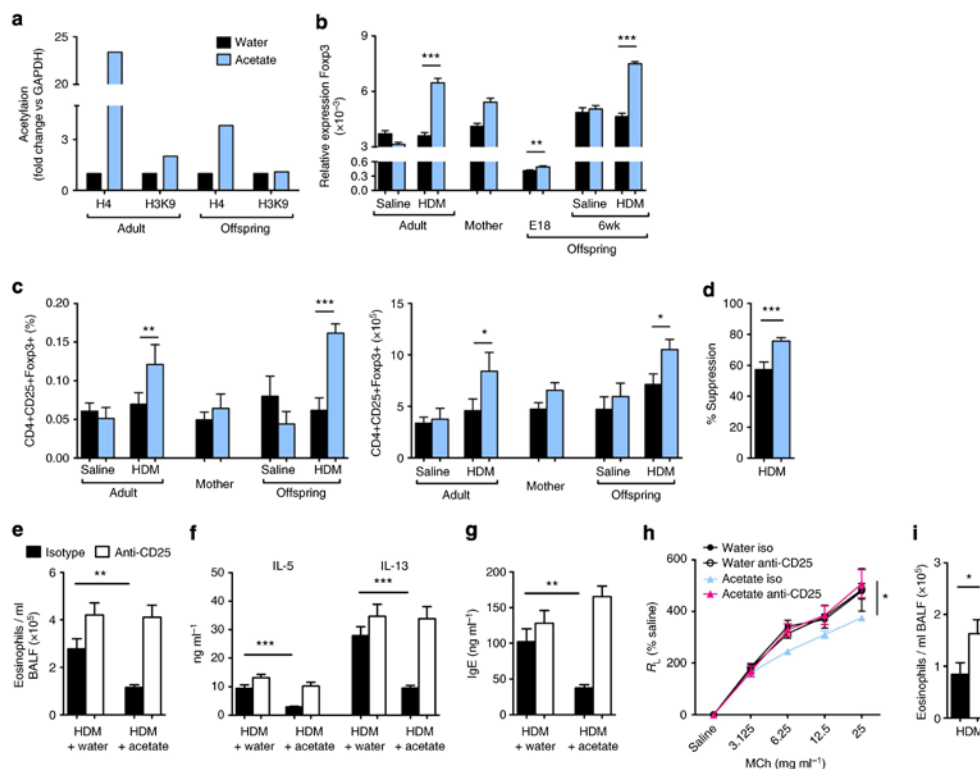 a
Acetylaion
(fold change vs GAPDH)
25
20
3
0
Water
Acetate
H4 H3K9 H4 H3K9
Adult Offspring
b
Relative expression Foxp3
(×10⁻³)
9
6
3
0.6
0.3
0.0
***
**
***
Saline HDM E18 Saline HDM
Adult Mother 6wk
Offspring
c
CD4+CD25+Foxp3+ (%)
0.20
0.15
0.10
0.05
0.00
**
***
Saline HDM Saline HDM
Adult Mother Offspring
CD4+CD25+Foxp3+ (×10⁵)
15
10
5
0
*
*
Saline HDM Saline HDM
Adult Mother Offspring
d
% Suppression
100
80
60
40
20
0
***
HDM
e
Isotype Anti-CD25
Eosinophils / ml
BALF (×10⁵)
6
5
4
3
2
1
0
**
HDM HDM
+ water + acetate
f
IL-5 IL-13
ng ml⁻¹
50
40
30
20
10
0
***
***
HDM HDM HDM HDM
+ water + acetate + water + acetate
g
IgE (ng ml⁻¹)
200
150
100
50
0
**
HDM HDM
+ water + acetate
h
Water iso
Water anti-CD25
Acetate iso
Acetate anti-CD25
R_L (% saline)
600
400
200
0
*
Saline 3.125 6.25 12.5 25
MCh (mg ml⁻¹)
i
Eosinophils / ml BALF (×10⁵)
3
2
1
0
*
HDM